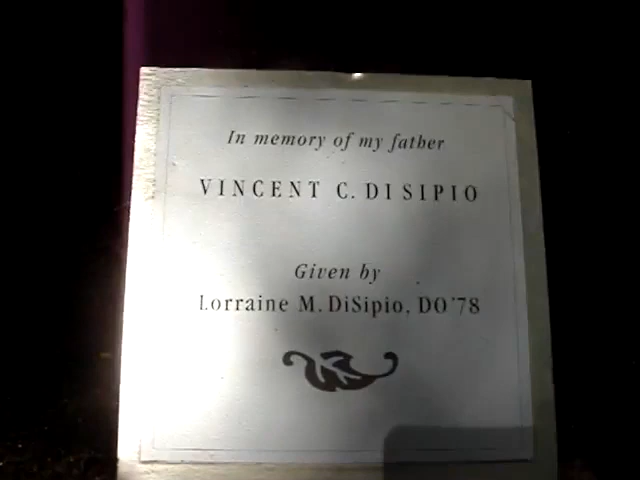 In memory of my father
VINCENT C. DI SIPIO
Given by
Lorraine M. DiSipio, DO '78